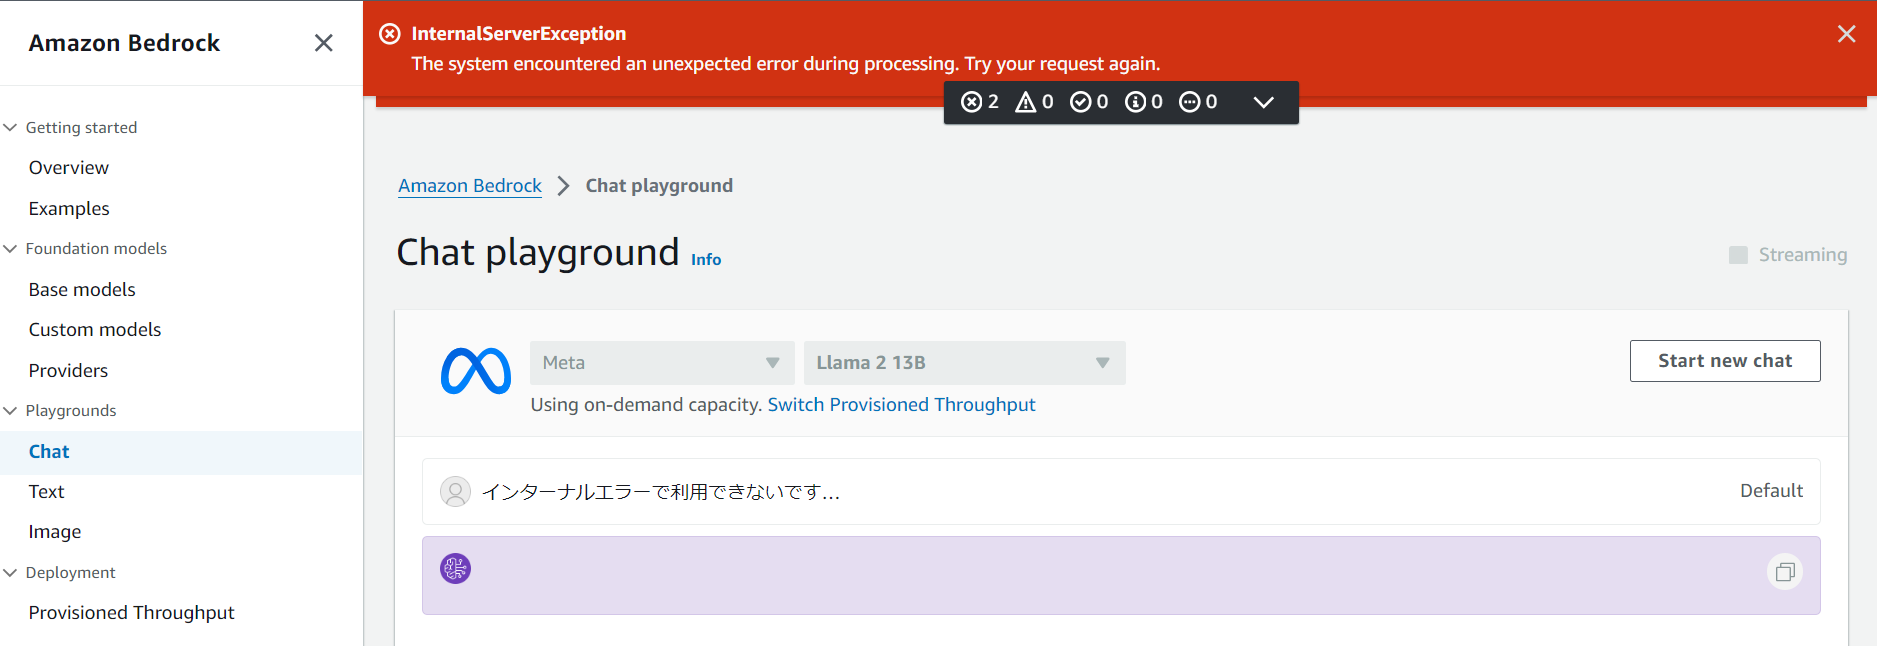 Amazon Bedrock
Getting started
Overview
Examples
Foundation models
Base models
Custom models
Providers
Playgrounds
Chat
Text
Image
Deployment
Provisioned Throughput
InternalServerException
The system encountered an unexpected error during processing. Try your request again.
2 0 0 0 0
Amazon Bedrock > Chat playground
Chat playground Info
Streaming
Meta Llama 2 13B
Start new chat
Using on-demand capacity. Switch Provisioned Throughput
インターナルエラーで利用できないです...
Default